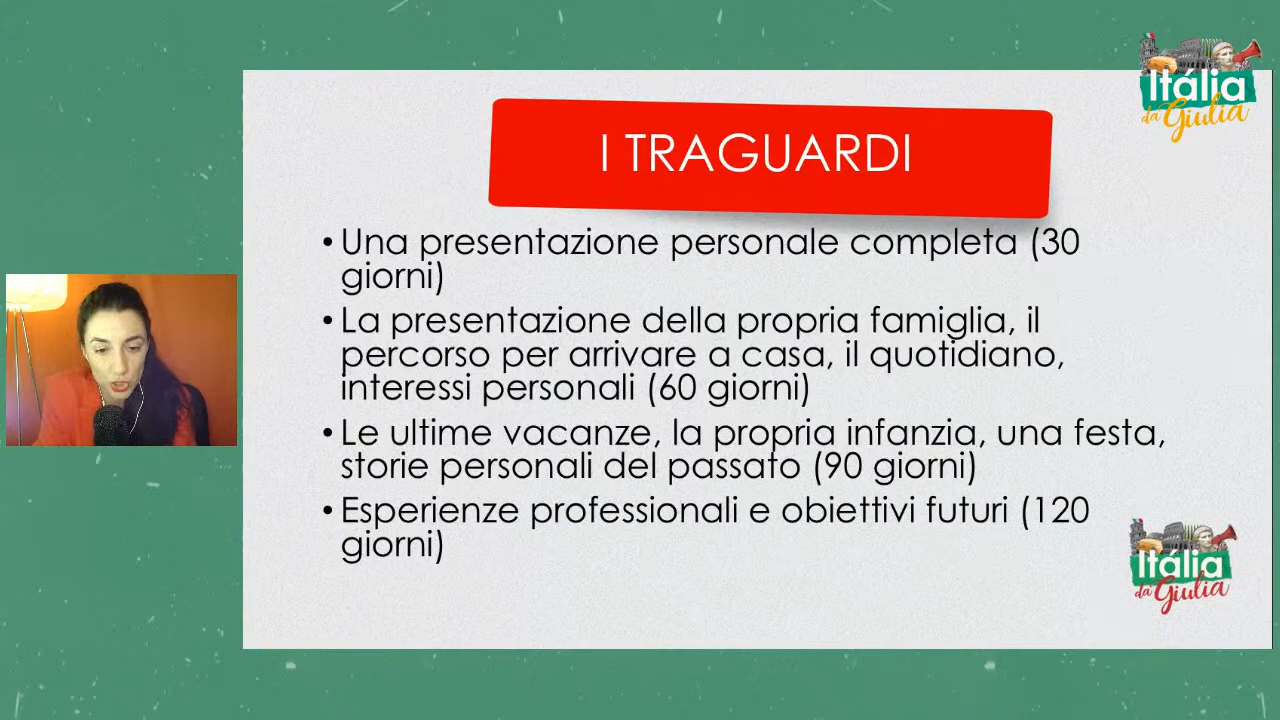 Itália
da Giulia
I TRAGUARDI
• Una presentazione personale completa (30
giorni)
• La presentazione della propria famiglia, il
percorso per arrivare a casa, il quotidiano,
interessi personali (60 giorni)
• Le ultime vacanze, la propria infanzia, una festa,
storie personali del passato (90 giorni)
• Esperienze professionali e obiettivi futuri (120
giorni)
Itália
da Giulia